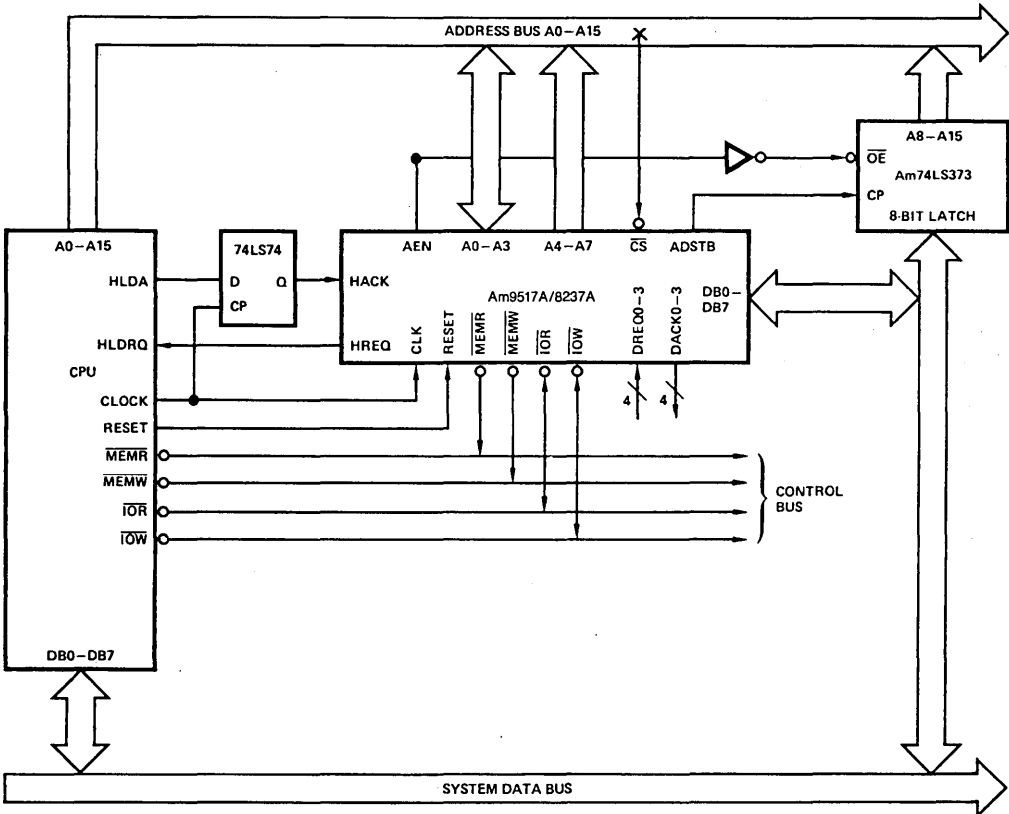 ADDRESS BUS A0–A15
A8–A15
OE
Am74LS373
CP
8-BIT LATCH
A0–A15
74LS74
AEN
A0–A3
A4–A7
CS
ADSTB
HLDA
D
Q
HACK
Am9517A/8237A
DB0–
DB7
CP
HLDRQ
HREQ
CLK
RESET
MEMR
MEMW
IOR
IOW
DREQ0-3
DACK0-3
CPU
CLOCK
4
4
RESET
MEMR
MEMW
IOR
IOW
CONTROL
BUS
DB0–DB7
SYSTEM DATA BUS